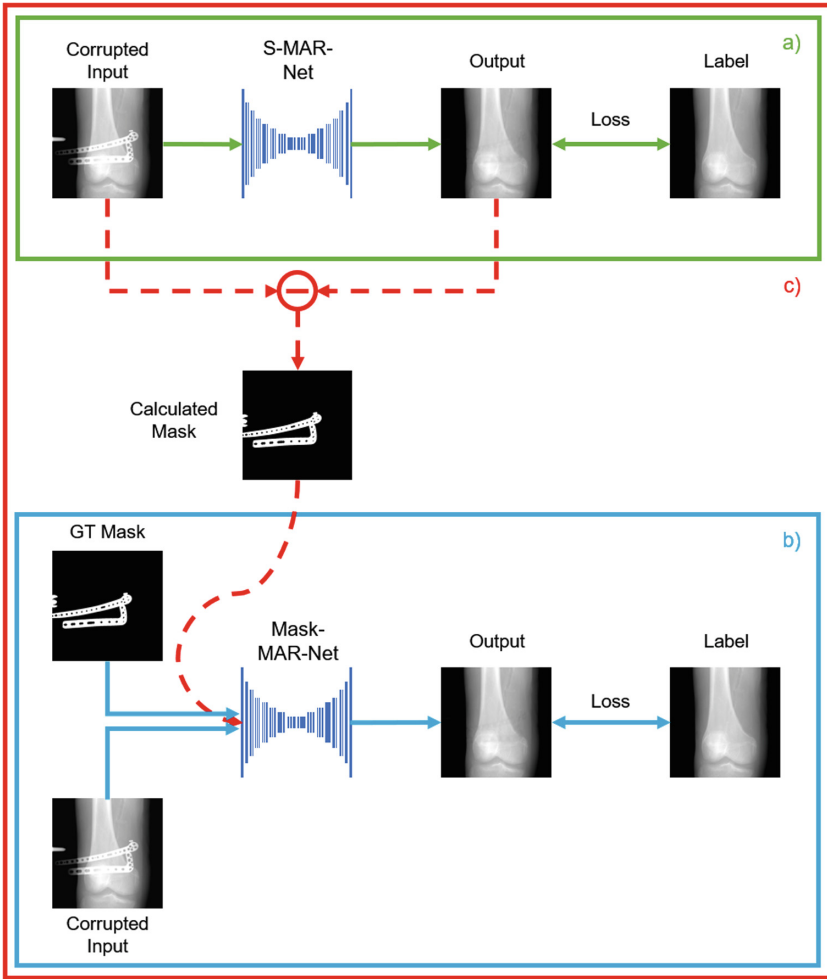 a)
Corrupted
Input
S-MAR-
Net
Output
Label
Loss
c)
Calculated
Mask
b)
GT Mask
Mask-
MAR-Net
Output
Label
Loss
Corrupted
Input